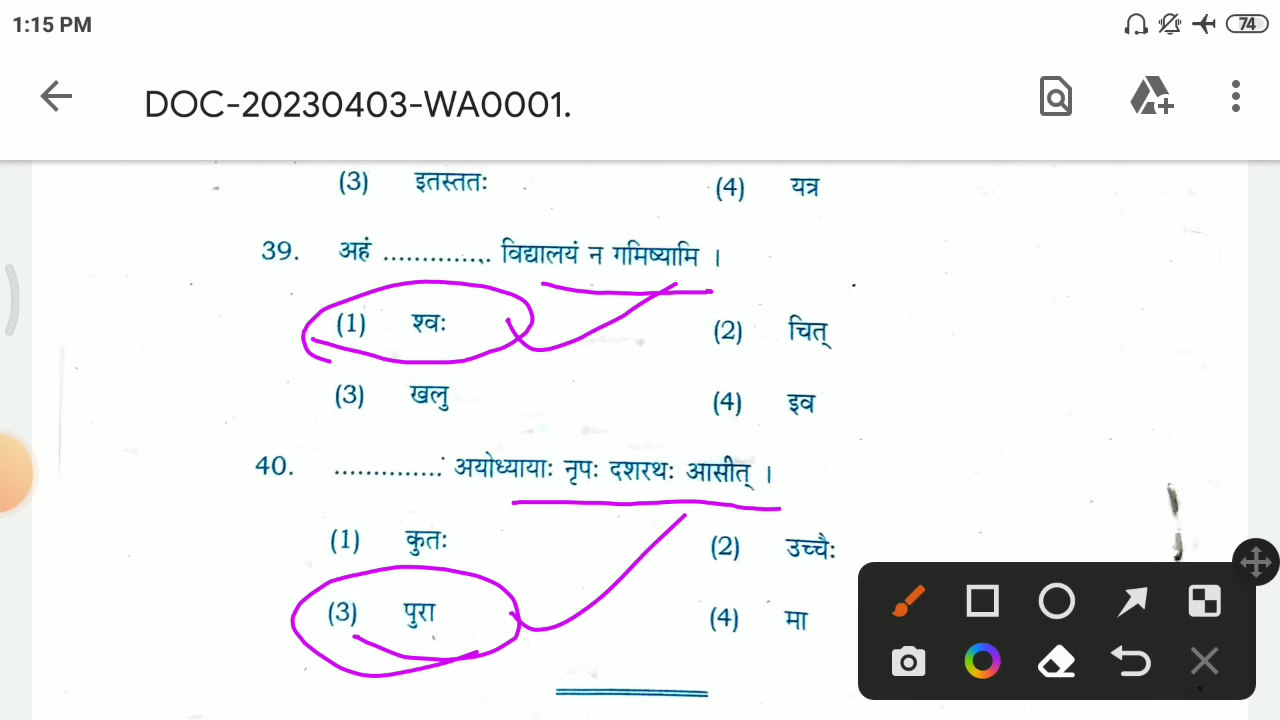 1:15 PM 74
DOC-20230403-WA0001.
(3) इतस्ततः (4) यत्र
39. अहं .............. विद्यालयं न गमिष्यामि ।
(1) श्वः (2) चित्
(3) खलु (4) इव
40. .............. अयोध्यायाः नृपः दशरथः आसीत् ।
(1) कुतः (2) उच्चैः
(3) पुरा (4) मा